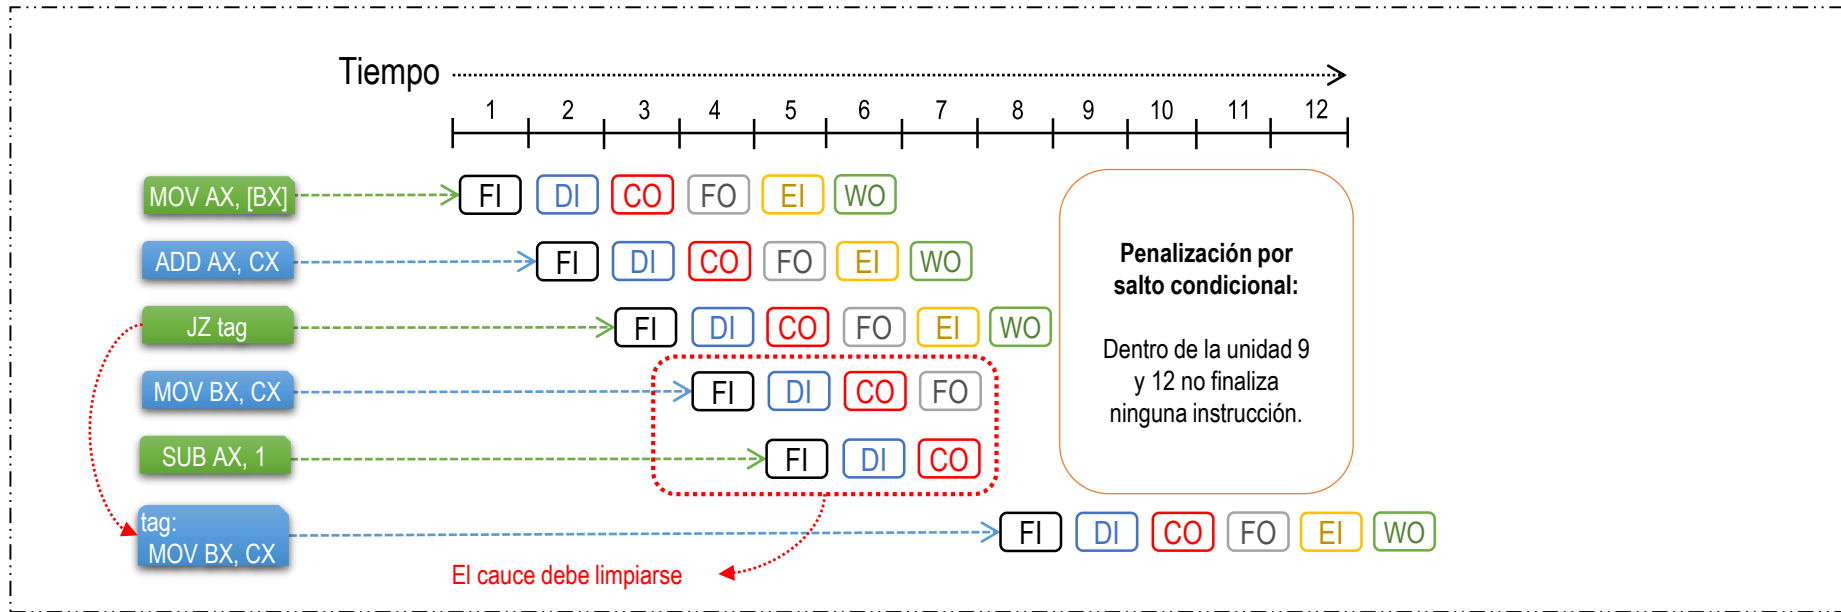 Tiempo
1 2 3 4 5 6 7 8 9 10 11 12
MOV AX, [BX] FI DI CO FO EI WO
ADD AX, CX FI DI CO FO EI WO
JZ tag FI DI CO FO EI WO
MOV BX, CX FI DI CO FO
SUB AX, 1 FI DI CO
tag:
MOV BX, CX FI DI CO FO EI WO
El cauce debe limpiarse
Penalización por
salto condicional:
Dentro de la unidad 9
y 12 no finaliza
ninguna instrucción.